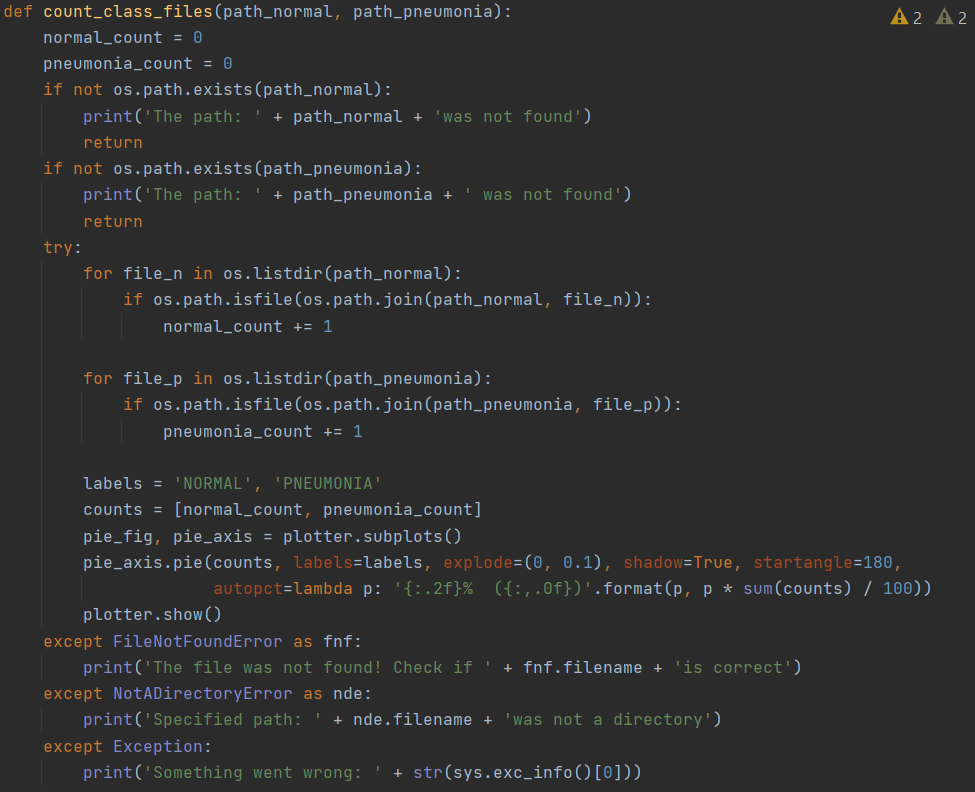 def count_class_files(path_normal, path_pneumonia):
2 2
    normal_count = 0
    pneumonia_count = 0
    if not os.path.exists(path_normal):
        print('The path: ' + path_normal + 'was not found')
        return
    if not os.path.exists(path_pneumonia):
        print('The path: ' + path_pneumonia + ' was not found')
        return
    try:
        for file_n in os.listdir(path_normal):
            if os.path.isfile(os.path.join(path_normal, file_n)):
                normal_count += 1

        for file_p in os.listdir(path_pneumonia):
            if os.path.isfile(os.path.join(path_pneumonia, file_p)):
                pneumonia_count += 1

        labels = 'NORMAL', 'PNEUMONIA'
        counts = [normal_count, pneumonia_count]
        pie_fig, pie_axis = plotter.subplots()
        pie_axis.pie(counts, labels=labels, explode=(0, 0.1), shadow=True, startangle=180,
                     autopct=lambda p: '{:.2f}%  ({:,.0f})'.format(p, p * sum(counts) / 100))
        plotter.show()
    except FileNotFoundError as fnf:
        print('The file was not found! Check if ' + fnf.filename + 'is correct')
    except NotADirectoryError as nde:
        print('Specified path: ' + nde.filename + 'was not a directory')
    except Exception:
        print('Something went wrong: ' + str(sys.exc_info()[0]))